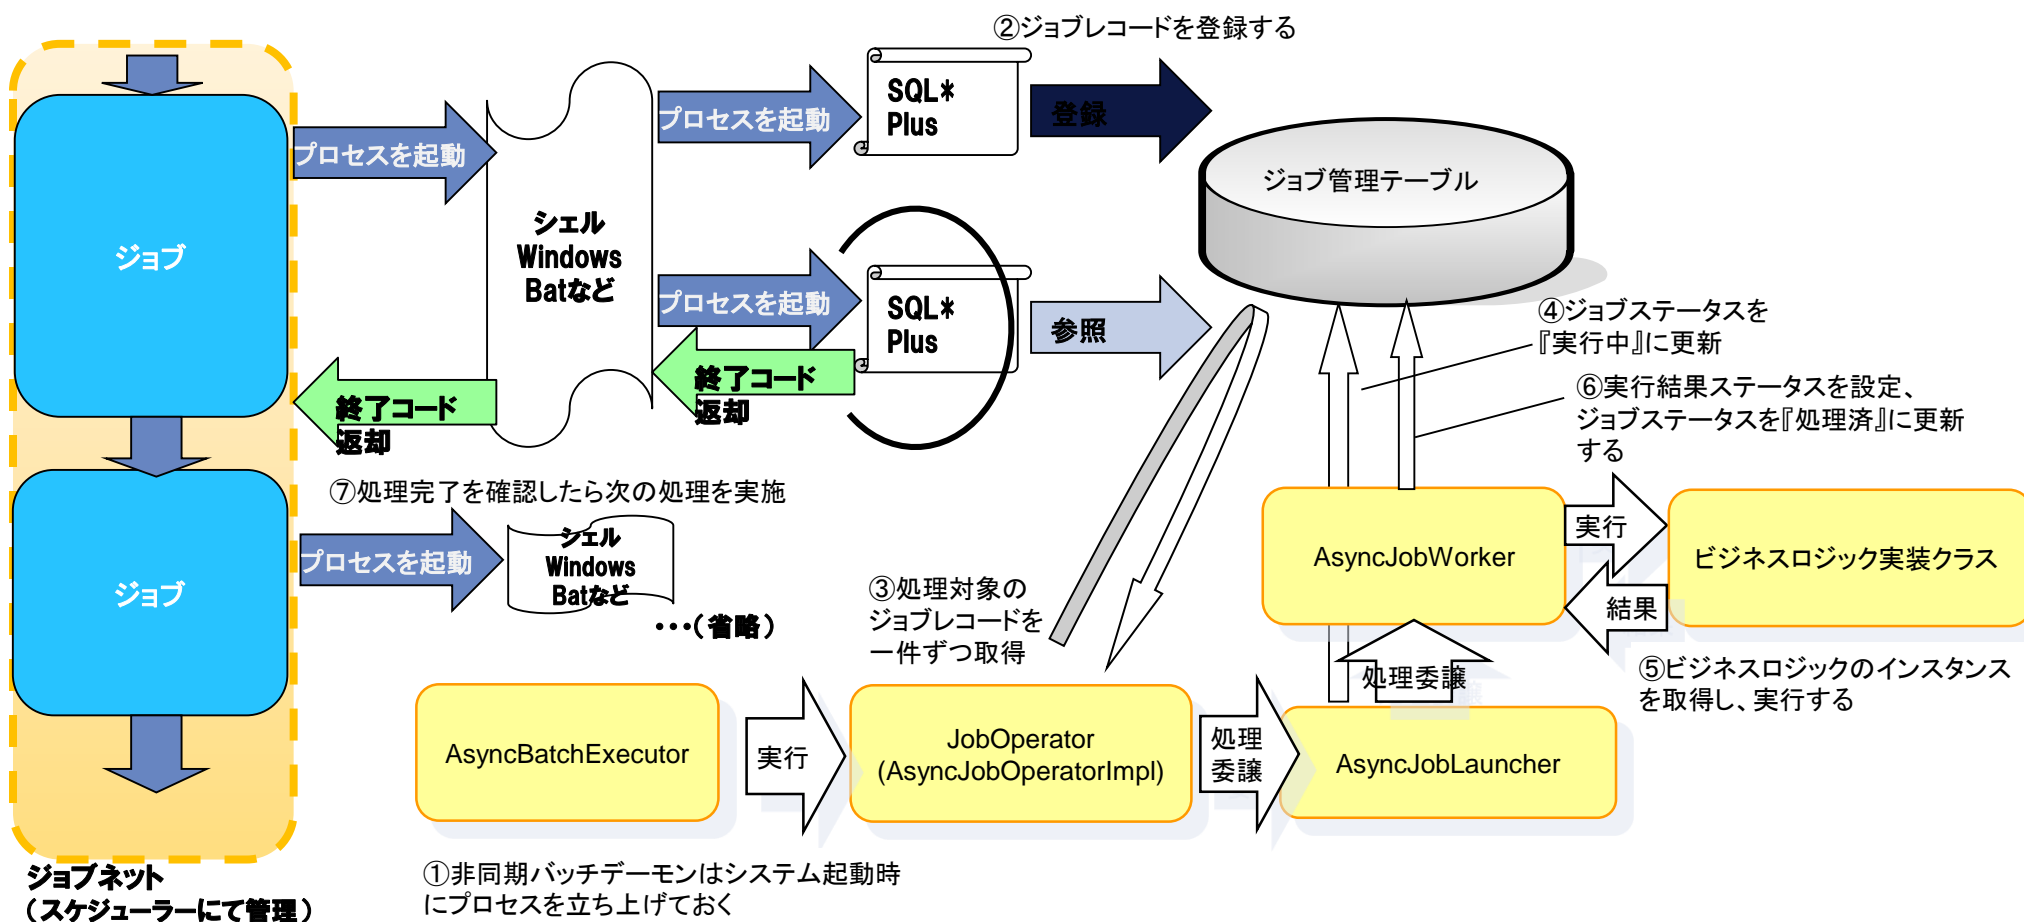 ②ジョブレコードを登録する
プロセスを起動
SQL*
Plus
登録
プロセスを起動
ジョブ管理テーブル
シェル
Windows
Batなど
ジョブ
プロセスを起動
SQL*
Plus
参照
④ジョブステータスを
『実行中』に更新
終了コード
返却
終了コード
返却
⑥実行結果ステータスを設定、
ジョブステータスを『処理済』に更新
する
⑦処理完了を確認したら次の処理を実施
プロセスを起動
シェル
Windows
Batなど
・・・(省略)
ジョブ
③処理対象の
ジョブレコードを
一件ずつ取得
AsyncJobWorker
実行
結果
ビジネスロジック実装クラス
⑤ビジネスロジックのインスタンス
を取得し、実行する
処理委譲
AsyncBatchExecutor
実行
JobOperator
(AsyncJobOperatorImpl)
処理
委譲
AsyncJobLauncher
①非同期バッチデーモンはシステム起動時
にプロセスを立ち上げておく
ジョブネット
(スケジューラーにて管理)